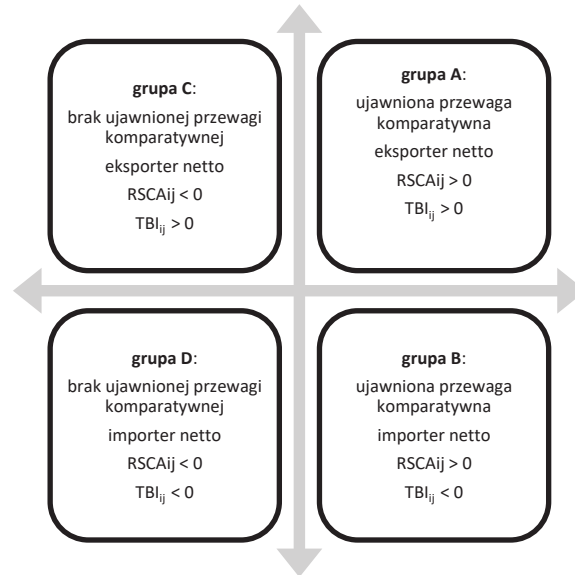 grupa C:
brak ujawnionej przewagi
komparatywnej
eksporter netto
RSCAij < 0
TBIij > 0
grupa A:
ujawniona przewaga
komparatywna
eksporter netto
RSCAij > 0
TBIij > 0
grupa D:
brak ujawnionej przewagi
komparatywnej
importer netto
RSCAij < 0
TBIij < 0
grupa B:
ujawniona przewaga
komparatywna
importer netto
RSCAij > 0
TBIij < 0